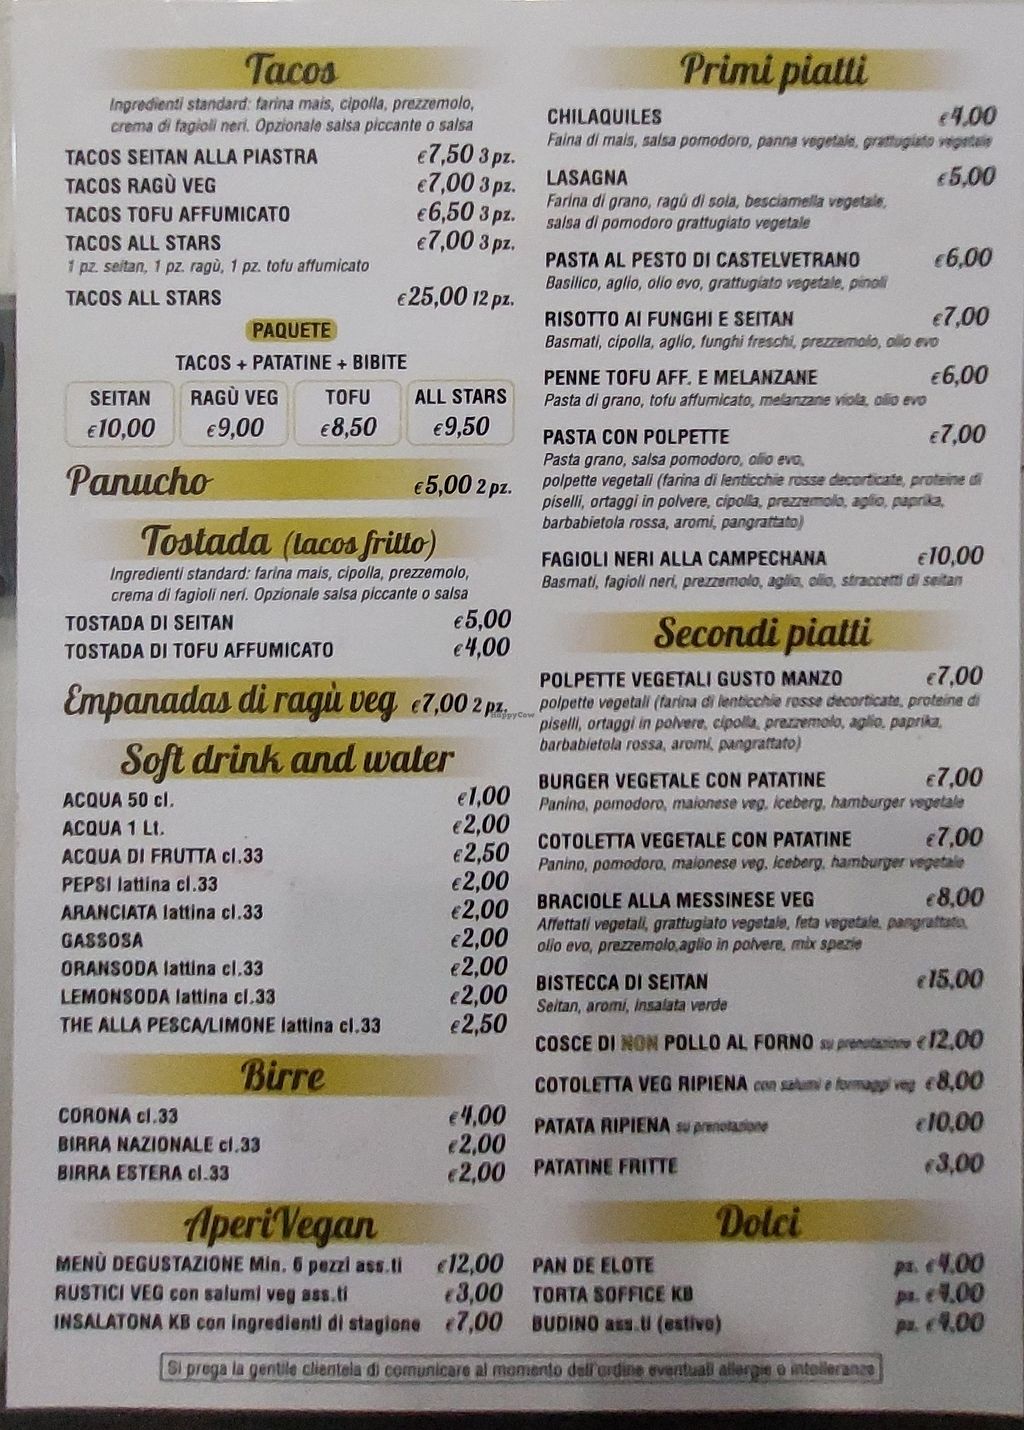 Tacos
Ingredienti standard: farina mais, cipolla, prezzemolo,
crema di fagioli neri. Opzionale salsa piccante o salsa
TACOS SEITAN ALLA PIASTRA €7,50 3 pz.
TACOS RAGÙ VEG €7,00 3 pz.
TACOS TOFU AFFUMICATO €6,50 3 pz.
TACOS ALL STARS €7,00 3 pz.
1 pz. seitan, 1 pz. ragù, 1 pz. tofu affumicato
TACOS ALL STARS €25,00 12 pz.
PAQUETE
TACOS + PATATINE + BIBITE
SEITAN RAGÙ VEG TOFU ALL STARS
€10,00 €9,00 €8,50 €9,50
Panucho €5,00 2 pz.
Tostada (tacos fritto)
Ingredienti standard: farina mais, cipolla, prezzemolo,
crema di fagioli neri. Opzionale salsa piccante o salsa
TOSTADA DI SEITAN €5,00
TOSTADA DI TOFU AFFUMICATO €4,00
Empanadas di ragù veg €7,00 2 pz.
HappyCow
Soft drink and water
ACQUA 50 cl. €1,00
ACQUA 1 Lt. €2,00
ACQUA DI FRUTTA cl.33 €2,50
PEPSI lattina cl.33 €2,00
ARANCIATA lattina cl.33 €2,00
GASSOSA €2,00
ORANSODA lattina cl.33 €2,00
LEMONSODA lattina cl.33 €2,00
THE ALLA PESCA/LIMONE lattina cl.33 €2,50
Birre
CORONA cl.33 €4,00
BIRRA NAZIONALE cl.33 €2,00
BIRRA ESTERA cl.33 €2,00
AperiVegan
MENÙ DEGUSTAZIONE Min. 6 pezzi ass.ti €12,00
RUSTICI VEG con salumi veg ass.ti €3,00
INSALATONA KB con ingredienti di stagione €7,00
Primi piatti
CHILAQUILES €4,00
Faina di mais, salsa pomodoro, panna vegetale, grattugiato vegetale
LASAGNA €5,00
Farina di grano, ragù di soia, besciamella vegetale,
salsa di pomodoro grattugiato vegetale
PASTA AL PESTO DI CASTELVETRANO €6,00
Basilico, aglio, olio evo, grattugiato vegetale, pinoli
RISOTTO AI FUNGHI E SEITAN €7,00
Basmati, cipolla, aglio, funghi freschi, prezzemolo, olio evo
PENNE TOFU AFF. E MELANZANE €6,00
Pasta di grano, tofu affumicato, melanzane viola, olio evo
PASTA CON POLPETTE €7,00
Pasta grano, salsa pomodoro, olio evo,
polpette vegetali (farina di lenticchie rosse decorticate, proteine di
piselli, ortaggi in polvere, cipolla, prezzemolo, aglio, paprika,
barbabietola rossa, aromi, pangrattato)
FAGIOLI NERI ALLA CAMPECHANA €10,00
Basmati, fagioli neri, prezzemolo, aglio, olio, straccetti di seitan
Secondi piatti
POLPETTE VEGETALI GUSTO MANZO €7,00
polpette vegetali (farina di lenticchie rosse decorticate, proteine di
piselli, ortaggi in polvere, cipolla, prezzemolo, aglio, paprika,
barbabietola rossa, aromi, pangrattato)
BURGER VEGETALE CON PATATINE €7,00
Panino, pomodoro, maionese veg, iceberg, hamburger vegetale
COTOLETTA VEGETALE CON PATATINE €7,00
Panino, pomodoro, maionese veg, iceberg, hamburger vegetale
BRACIOLE ALLA MESSINESE VEG €8,00
Affettati vegetali, grattugiato vegetale, feta vegetale, pangrattato,
olio evo, prezzemolo,aglio in polvere, mix spezie
BISTECCA DI SEITAN €15,00
Seitan, aromi, insalata verde
COSCE DI NON POLLO AL FORNO su prenotazione €12,00
COTOLETTA VEG RIPIENA con salumi e formaggi veg €8,00
PATATA RIPIENA su prenotazione €10,00
PATATINE FRITTE €3,00
Dolci
PAN DE ELOTE pz. €4,00
TORTA SOFFICE KB pz. €4,00
BUDINO ass.ti (estivo) pz. €4,00
Si prega la gentile clientela di comunicare al momento dell'ordine eventuali allergie o intolleranze